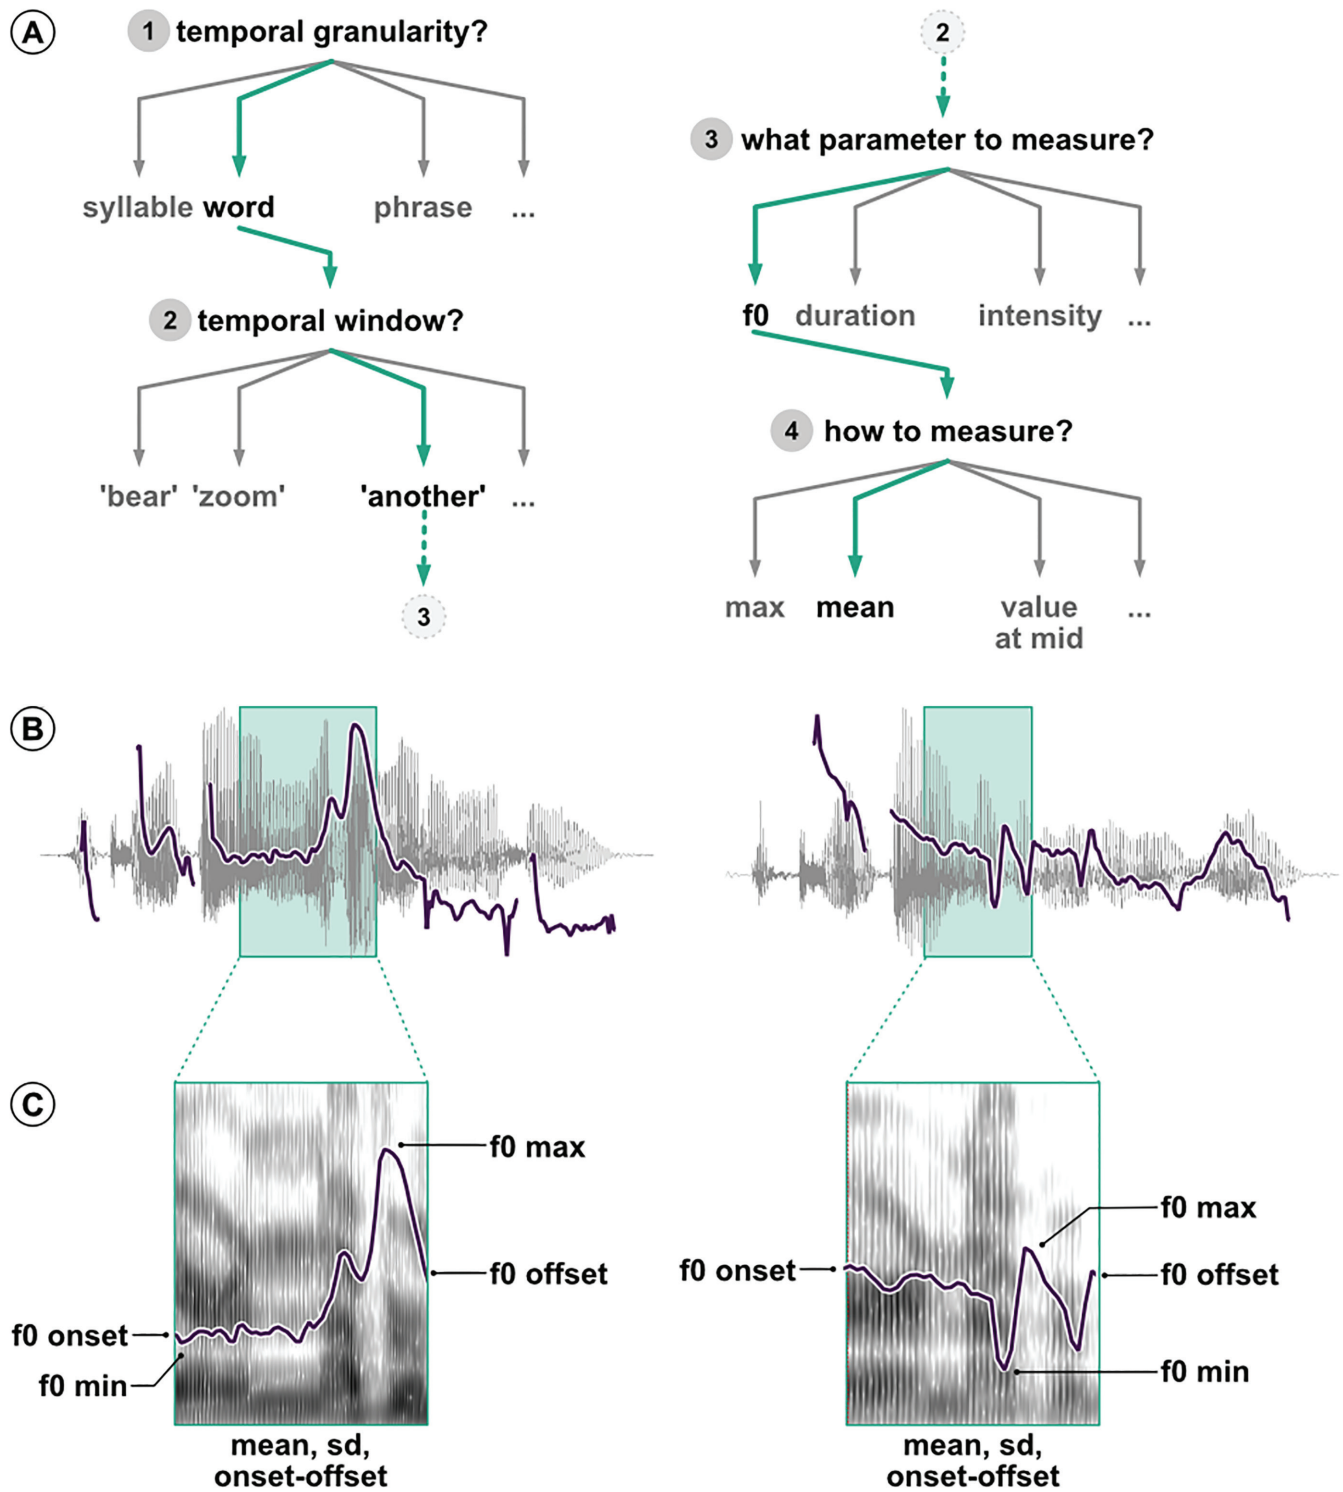 A
1 temporal granularity?
syllable word phrase ...
2 temporal window?
'bear' 'zoom' 'another' ...
3
2
3 what parameter to measure?
f0 duration intensity ...
4 how to measure?
max mean value ...
at mid
B
C
f0 max
f0 offset
f0 onset
f0 min
mean, sd,
onset-offset
f0 max
f0 onset
f0 offset
f0 min
mean, sd,
onset-offset